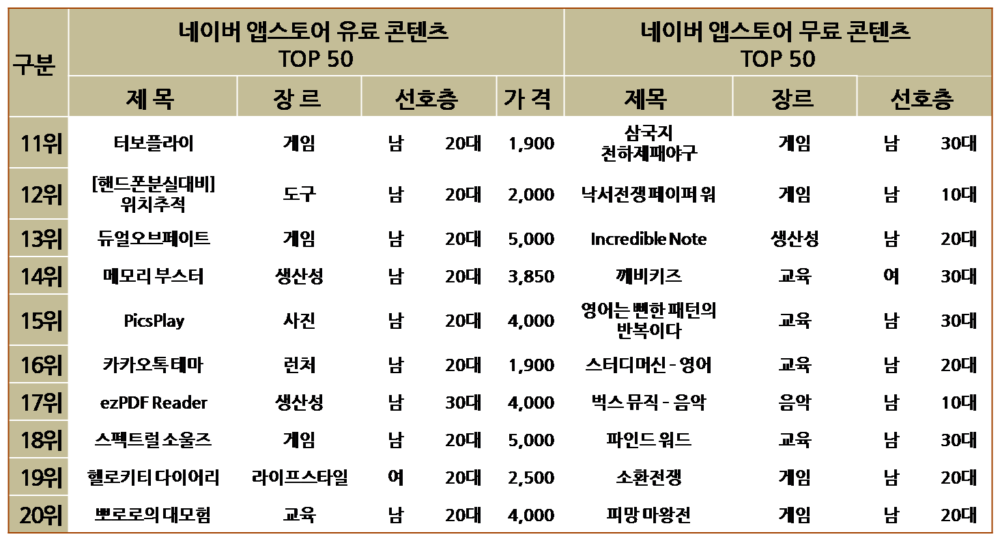 구분 네이버 앱스토어 유료 콘텐츠 TOP 50 네이버 앱스토어 무료 콘텐츠 TOP 50
제 목 장 르 선호층 가 격 제목 장르 선호층
11위 터보플라이 게임 남 20대 1,900 삼국지 천하제패야구 게임 남 30대
12위 [핸드폰분실대비] 위치추적 도구 남 20대 2,000 낙서전쟁 페이퍼 워 게임 남 10대
13위 듀얼오브페이트 게임 남 20대 5,000 Incredible Note 생산성 남 20대
14위 메모리 부스터 생산성 남 20대 3,850 깨비키즈 교육 여 30대
15위 PicsPlay 사진 남 20대 4,000 영어는 뻔한 패턴의 반복이다 교육 남 30대
16위 카카오톡 테마 런처 남 20대 1,900 스터디머신 - 영어 교육 남 20대
17위 ezPDF Reader 생산성 남 30대 4,000 벅스 뮤직 - 음악 음악 남 10대
18위 스펙트럴 소울즈 게임 남 20대 5,000 파인드 워드 교육 남 30대
19위 헬로키티 다이어리 라이프스타일 여 20대 2,500 소환전쟁 게임 남 20대
20위 뽀로로의 대모험 교육 남 20대 4,000 피망 마왕전 게임 남 20대